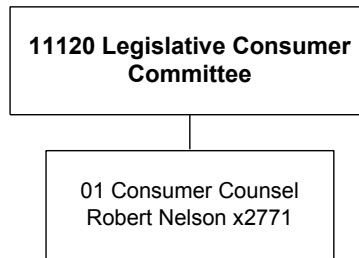 11120 Legislative Consumer
Committee
01 Consumer Counsel
Robert Nelson x2771